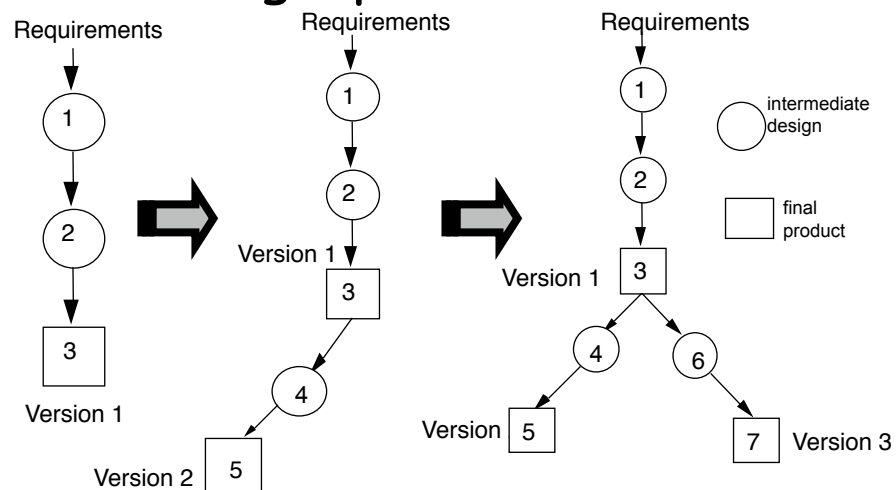 Requirements
1
2
3
Version 1
Requirements
1
2
Version 1
3
4
Version 2
5
Requirements
1
2
Version 1
3
4
6
Version
5
7
Version 3
intermediate
design
final
product